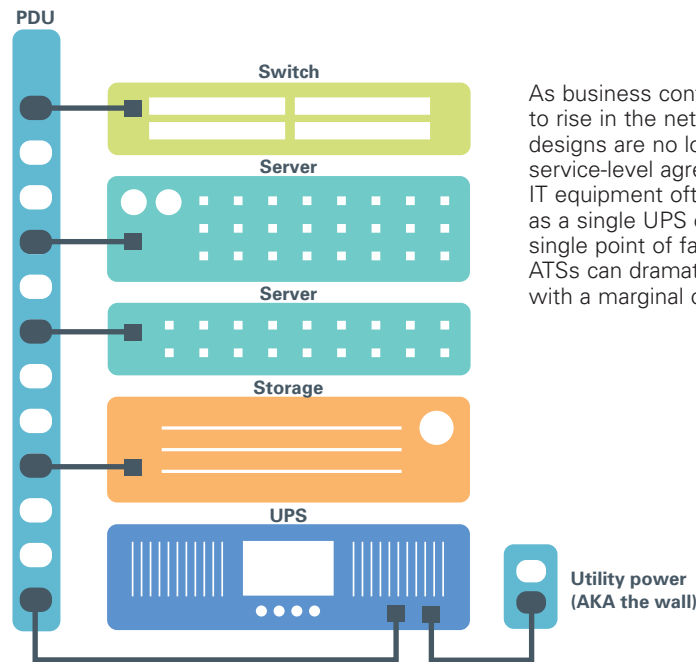 PDU
Switch
Server
Server
Storage
UPS
Utility power
(AKA the wall)
As business con
to rise in the net
designs are no lo
service-level agre
IT equipment oft
as a single UPS
single point of fa
ATSs can dramat
with a marginal